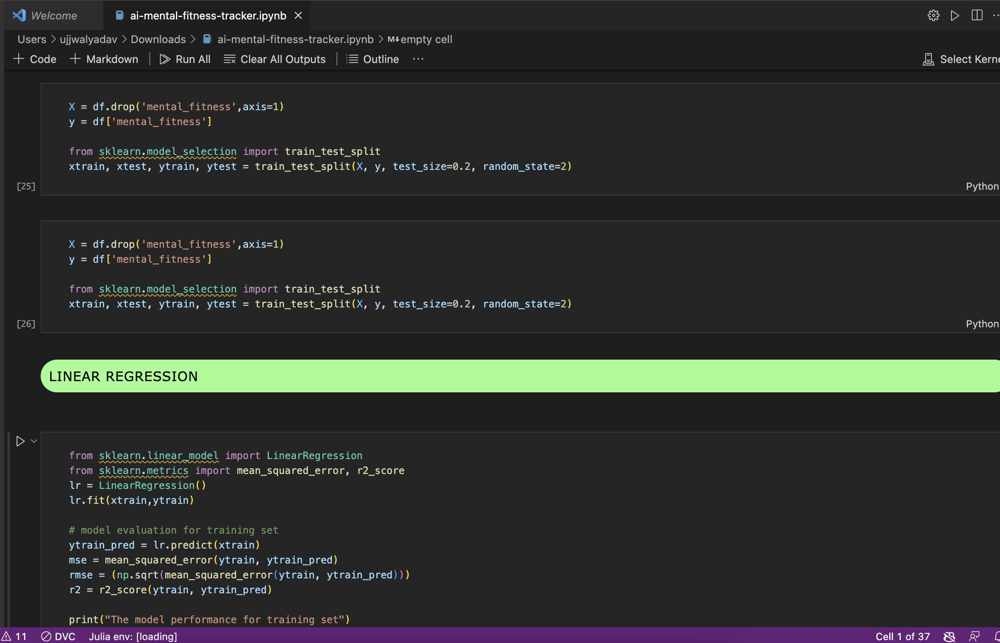 Welcome
ai-mental-fitness-tracker.ipynb
Users > ujjwalyadav > Downloads > ai-mental-fitness-tracker.ipynb > M↓ empty cell
+ Code + Markdown | Run All Clear All Outputs | Outline ...
Select Kerne
X = df.drop('mental_fitness',axis=1)
y = df['mental_fitness']
from sklearn.model_selection import train_test_split
xtrain, xtest, ytrain, ytest = train_test_split(X, y, test_size=0.2, random_state=2)
[25]
Python
X = df.drop('mental_fitness',axis=1)
y = df['mental_fitness']
from sklearn.model_selection import train_test_split
xtrain, xtest, ytrain, ytest = train_test_split(X, y, test_size=0.2, random_state=2)
[26]
Python
LINEAR REGRESSION
from sklearn.linear_model import LinearRegression
from sklearn.metrics import mean_squared_error, r2_score
lr = LinearRegression()
lr.fit(xtrain,ytrain)
# model evaluation for training set
ytrain_pred = lr.predict(xtrain)
mse = mean_squared_error(ytrain, ytrain_pred)
rmse = (np.sqrt(mean_squared_error(ytrain, ytrain_pred)))
r2 = r2_score(ytrain, ytrain_pred)
print("The model performance for training set")
11 DVC Julia env: [loading]
Cell 1 of 37